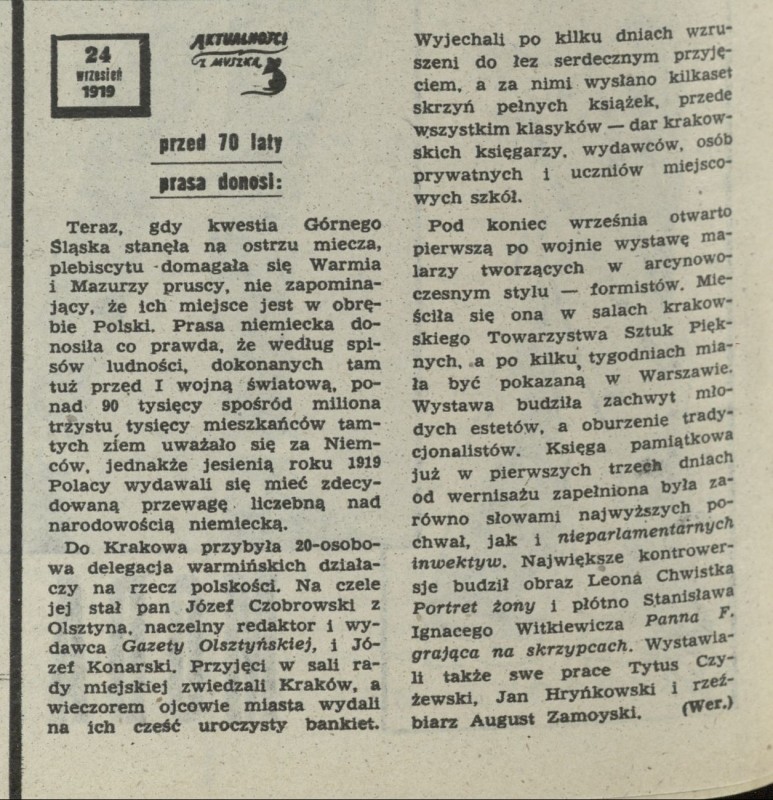 24
wrzesień
1919
AKTUALNOŚCI
Z MUSZKĄ
przed 70 laty
prasa donosi:
Teraz, gdy kwestia Górnego
Śląska stanęła na ostrzu miecza,
plebiscytu domagała się Warmia
i Mazurzy pruscy, nie zapomina-
jący, że ich miejsce jest w obrę-
bie Polski. Prasa niemiecka do-
nosiła co prawda, że według spi-
sów ludności, dokonanych tam
tuż przed I wojną światową, po-
nad 90 tysięcy spośród miliona
trzystu tysięcy mieszkańców tam-
tych ziem uważało się za Niem-
ców, jednakże jesienią roku 1919
Polacy wydawali się mieć zdecy-
dowaną przewagę liczebną nad
narodowością niemiecką.
Do Krakowa przybyła 20-osobo-
wa delegacja warmińskich działa-
czy na rzecz polskości. Na czele
jej stał pan Józef Czobrowski z
Olsztyna, naczelny redaktor i wy-
dawca Gazety Olsztyńskiej, i Jó-
zef Konarski. Przyjęci w sali ra-
dy miejskiej zwiedzali Kraków, a
wieczorem ojcowie miasta wydali
na ich cześć uroczysty bankiet.
Wyjechali po kilku dniach wzru-
szeni do łez serdecznym przyję-
ciem, a za nimi wysłano kilkaset
skrzyń pełnych książek, przede
wszystkim klasyków — dar krakow-
skich księgarzy, wydawców, osób
prywatnych i uczniów miejsco-
wych szkół.
Pod koniec września otwarto
pierwszą po wojnie wystawę ma-
larzy tworzących w arcynowo-
czesnym stylu — formistów. Mie-
ściła się ona w salach krakow-
skiego Towarzystwa Sztuk Pięk-
nych, a po kilku tygodniach mia-
ła być pokazaną w Warszawie.
Wystawa budziła zachwyt mło-
dych estetów, a oburzenie trady-
cjonalistów. Księga pamiątkowa
już w pierwszych trzech dniach
od wernisażu zapełniona była za-
równo słowami najwyższych po-
chwał, jak i nieparlamentarnych
inwektyw. Największe kontrower-
sje budził obraz Leona Chwistka
Portret żony i płótno Stanisława
Ignacego Witkiewicza Panna F.
grająca na skrzypcach. Wystawia-
li także swe prace Tytus Czy-
żewski, Jan Hryńkowski i rzeź-
biarz August Zamoyski. (Wer.)